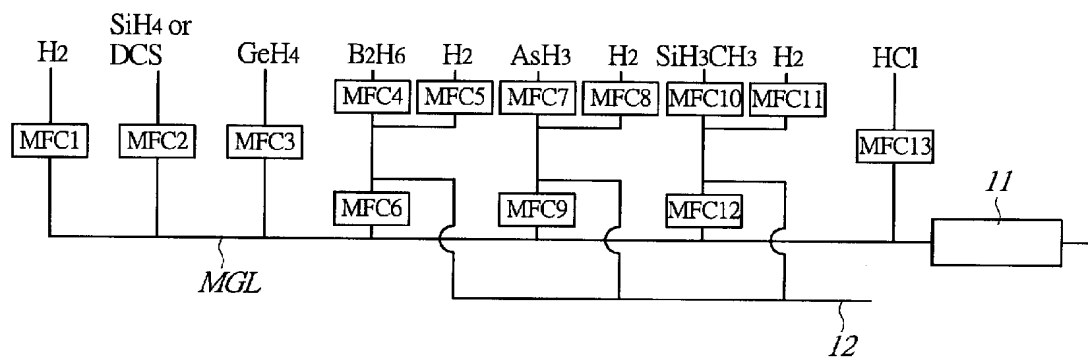 H2
SiH4 or
DCS
GeH4
B2H6
H2
AsH3
H2
SiH3CH3
H2
HCl
MFC4
MFC5
MFC7
MFC8
MFC10
MFC11
MFC1
MFC2
MFC3
MFC13
MFC6
MFC9
MFC12
11
MGL
12